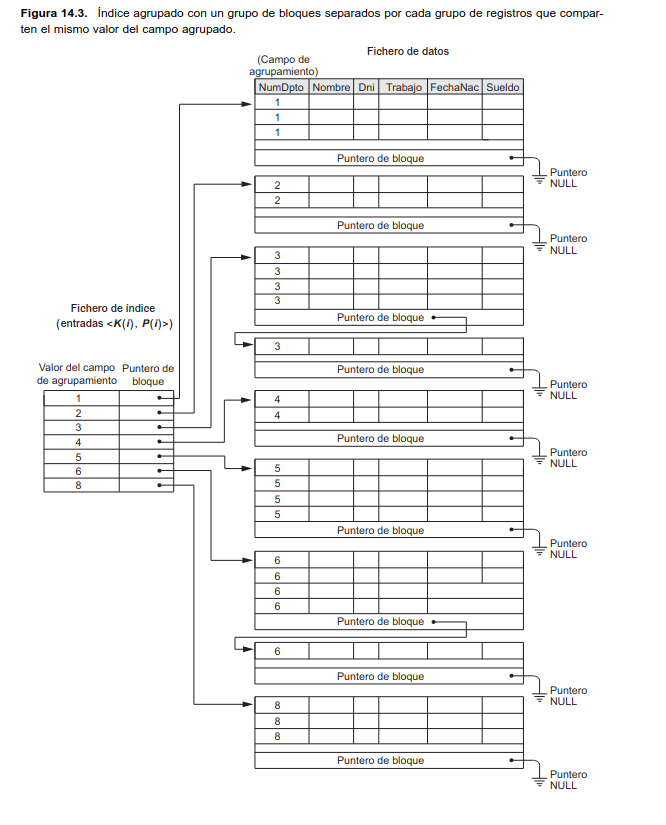 Figura 14.3. Índice agrupado con un grupo de bloques separados por cada grupo de registros que compar-
ten el mismo valor del campo agrupado.
Fichero de datos
(Campo de
agrupamiento)
NumDpto Nombre Dni Trabajo FechaNac Sueldo
1
1
1
Puntero de bloque
Puntero
NULL
2
2
Puntero de bloque
Puntero
NULL
3
3
3
3
Puntero de bloque
3
Puntero de bloque
Puntero
NULL
4
4
Puntero de bloque
Puntero
NULL
5
5
5
5
Puntero de bloque
Puntero
NULL
6
6
6
6
Puntero de bloque
6
Puntero de bloque
Puntero
NULL
8
8
8
Puntero de bloque
Puntero
NULL
Fichero de índice
(entradas <K(i), P(i)>)
Valor del campo Puntero de
de agrupamiento bloque
1
2
3
4
5
6
8